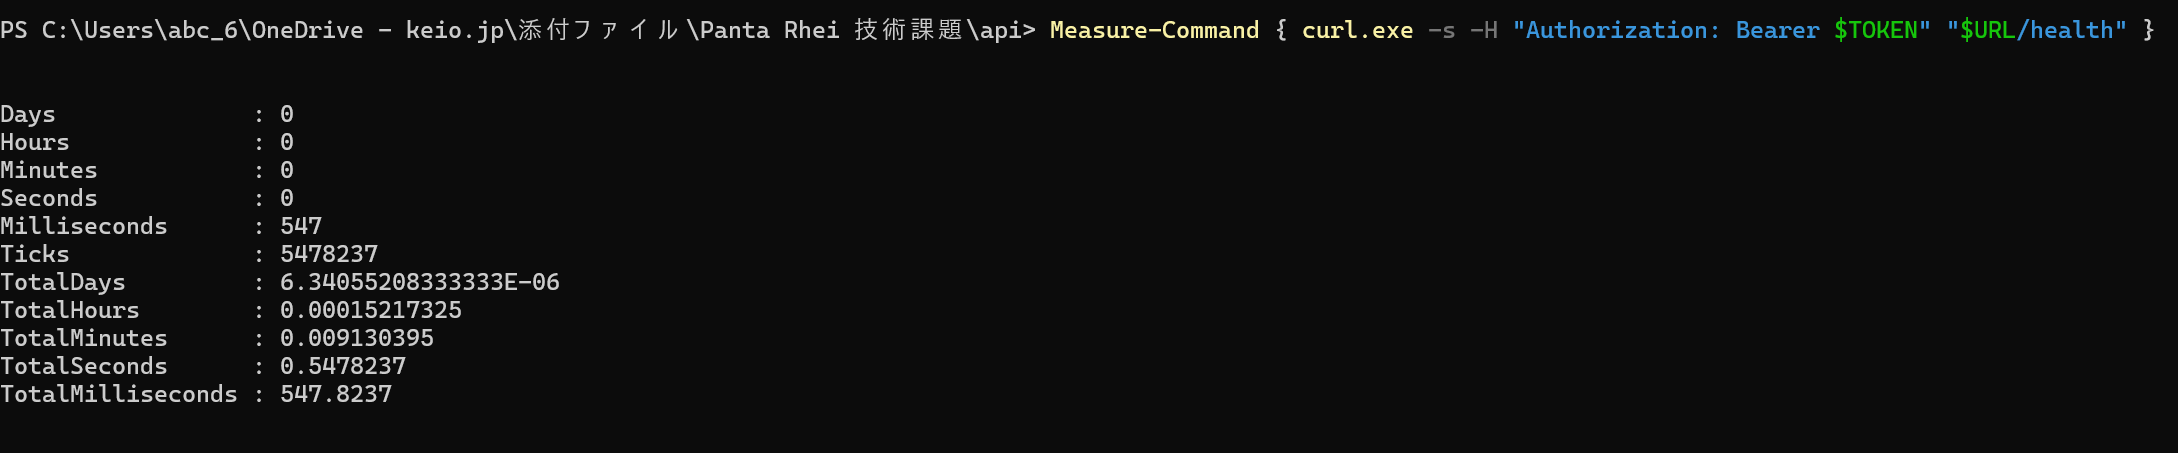 PS C:\Users\abc_6\OneDrive - keio.jp\添付ファイル\Panta Rhei 技術課題\api> Measure-Command { curl.exe -s -H "Authorization: Bearer $TOKEN" "$URL/health" }
Days              : 0
Hours             : 0
Minutes           : 0
Seconds           : 0
Milliseconds      : 547
Ticks             : 5478237
TotalDays         : 6.34055208333333E-06
TotalHours        : 0.00015217325
TotalMinutes      : 0.009130395
TotalSeconds      : 0.5478237
TotalMilliseconds : 547.8237